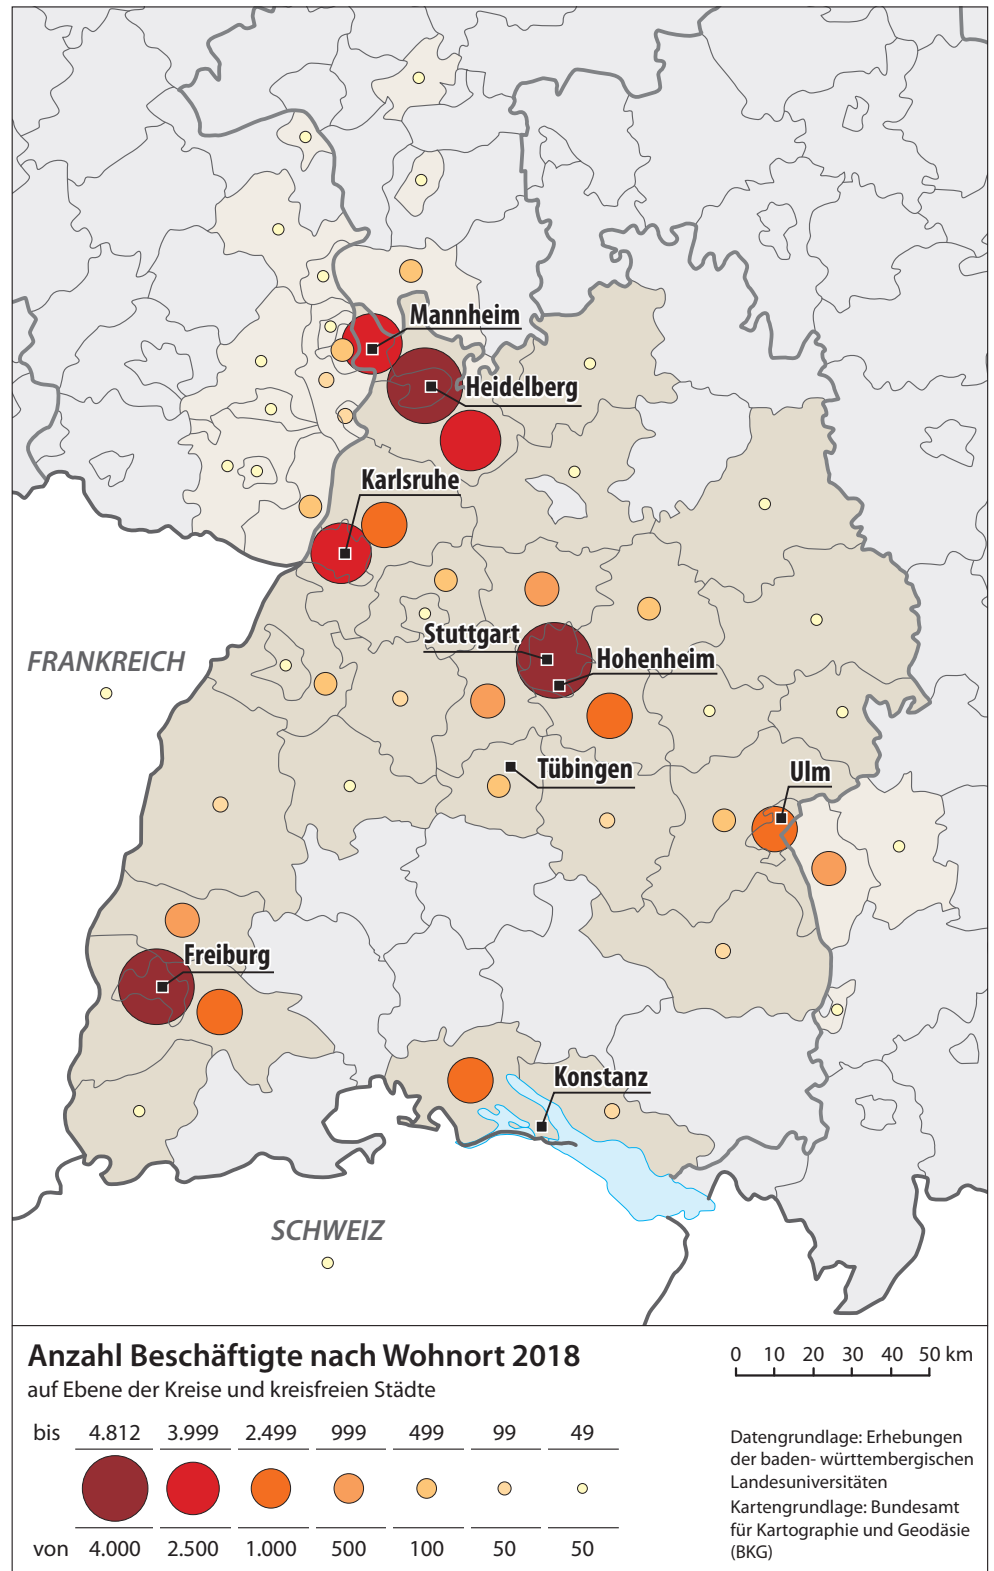 Mannheim
Heidelberg
Karlsruhe
Stuttgart
Hohenheim
FRANKREICH
Tübingen
Ulm
Freiburg
Konstanz
SCHWEIZ
Anzahl Beschäftigte nach Wohnort 2018
auf Ebene der Kreise und kreisfreien Städte
bis 4.812 3.999 2.499 999 499 99 49
von 4.000 2.500 1.000 500 100 50 50
0 10 20 30 40 50 km
Datengrundlage: Erhebungen
der baden- württembergischen
Landesuniversitäten
Kartengrundlage: Bundesamt
für Kartographie und Geodäsie
(BKG)